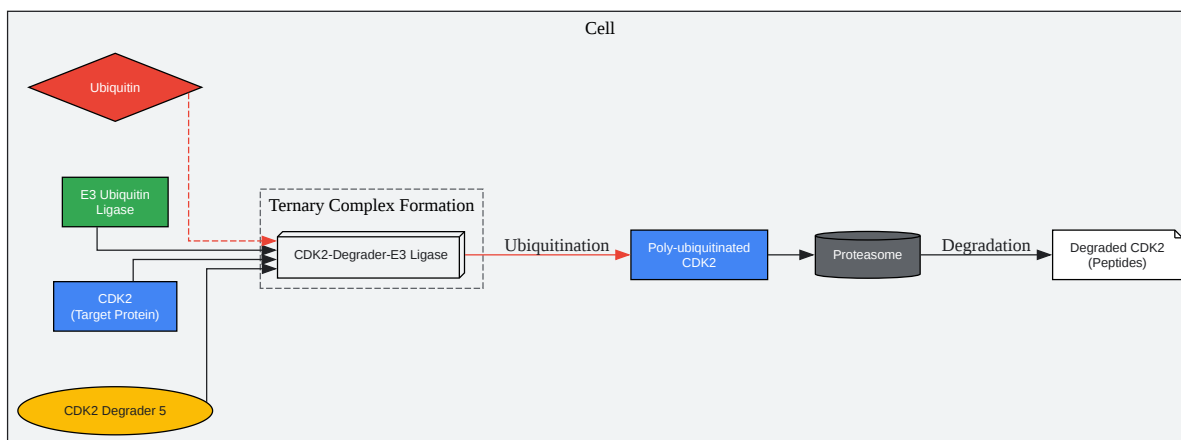 Cell
Ubiquitin
E3 Ubiquitin
Ligase
Ternary Complex Formation
CDK2-Degrader-E3 Ligase
Ubiquitination
Poly-ubiquitinated
CDK2
Proteasome
Degradation
Degraded CDK2
(Peptides)
CDK2
(Target Protein)
CDK2 Degrader 5